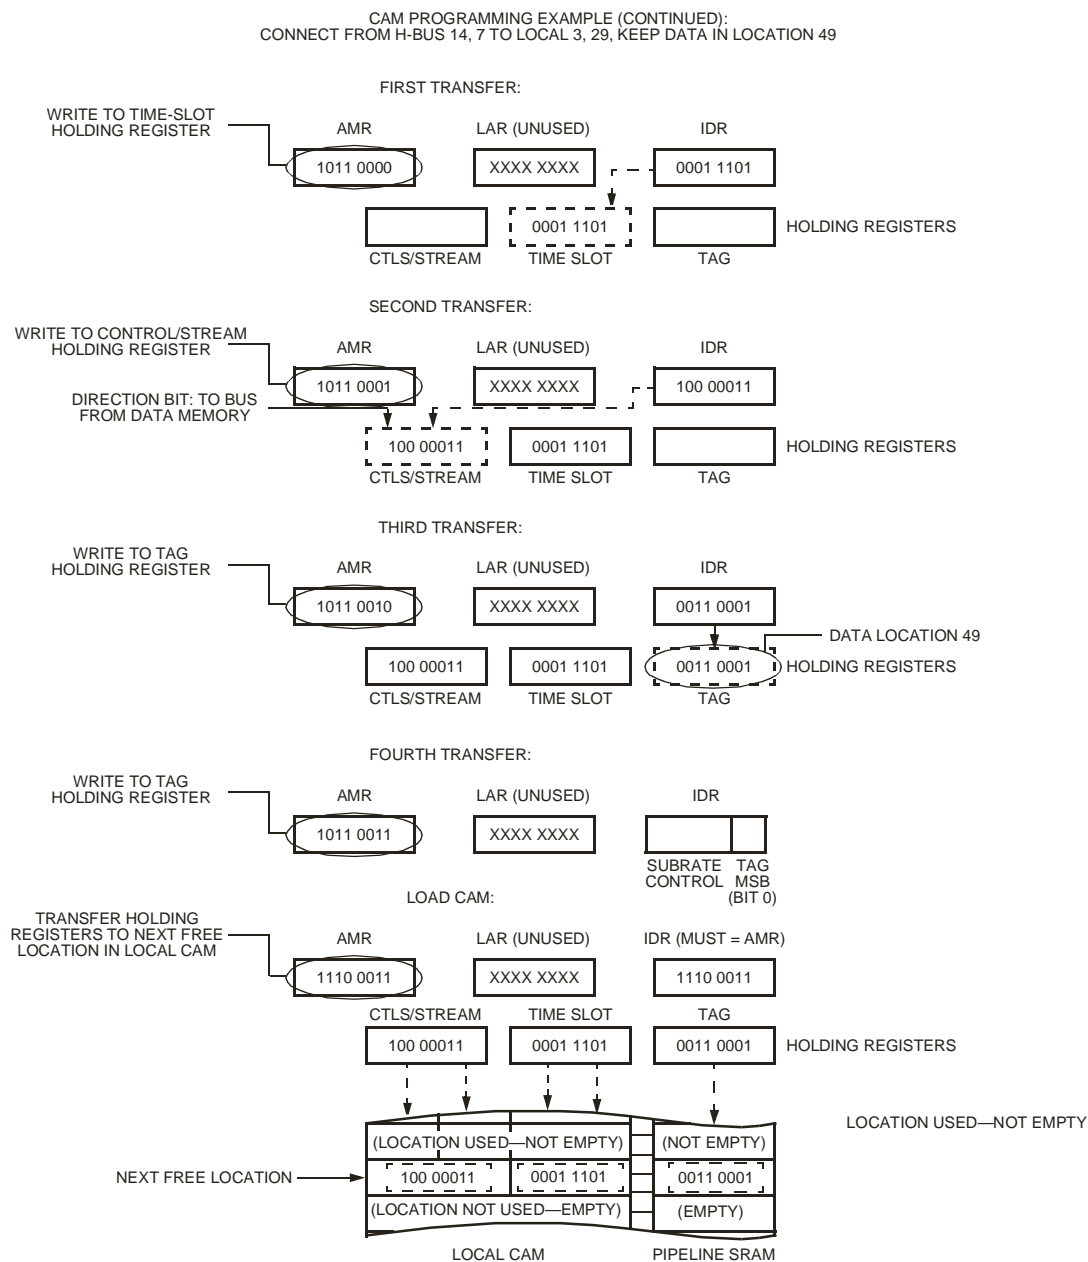 CAM PROGRAMMING EXAMPLE (CONTINUED):
CONNECT FROM H-BUS 14, 7 TO LOCAL 3, 29, KEEP DATA IN LOCATION 49
FIRST TRANSFER:
WRITE TO TIME-SLOT
HOLDING REGISTER
AMR
LAR (UNUSED)
IDR
1011 0000
XXXX XXXX
0001 1101
0001 1101
HOLDING REGISTERS
CTLS/STREAM
TIME SLOT
TAG
SECOND TRANSFER:
WRITE TO CONTROL/STREAM
HOLDING REGISTER
AMR
LAR (UNUSED)
IDR
1011 0001
XXXX XXXX
100 00011
DIRECTION BIT: TO BUS
FROM DATA MEMORY
100 00011
0001 1101
HOLDING REGISTERS
CTLS/STREAM
TIME SLOT
TAG
THIRD TRANSFER:
WRITE TO TAG
HOLDING REGISTER
AMR
LAR (UNUSED)
IDR
1011 0010
XXXX XXXX
0011 0001
DATA LOCATION 49
100 00011
0001 1101
0011 0001
HOLDING REGISTERS
CTLS/STREAM
TIME SLOT
TAG
FOURTH TRANSFER:
WRITE TO TAG
HOLDING REGISTER
AMR
LAR (UNUSED)
IDR
1011 0011
XXXX XXXX
SUBRATE
CONTROL
TAG
MSB
(BIT 0)
LOAD CAM:
TRANSFER HOLDING
REGISTERS TO NEXT FREE
LOCATION IN LOCAL CAM
AMR
LAR (UNUSED)
IDR (MUST = AMR)
1110 0011
XXXX XXXX
1110 0011
CTLS/STREAM
TIME SLOT
TAG
100 00011
0001 1101
0011 0001
HOLDING REGISTERS
LOCATION USED—NOT EMPTY
(LOCATION USED—NOT EMPTY)
(NOT EMPTY)
NEXT FREE LOCATION
100 00011
0001 1101
0011 0001
(LOCATION NOT USED—EMPTY)
(EMPTY)
LOCAL CAM
PIPELINE SRAM